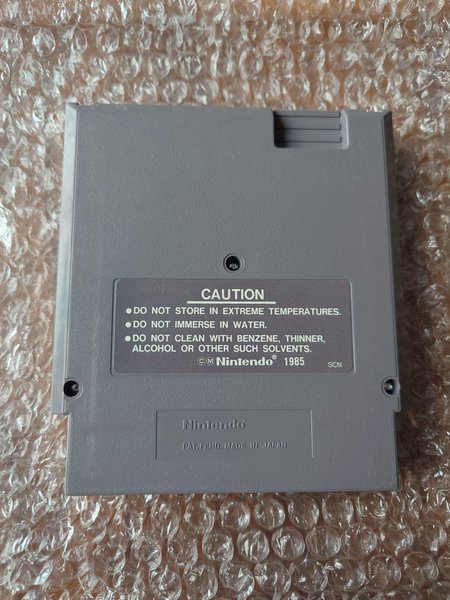 CAUTION
● DO NOT STORE IN EXTREME TEMPERATURES.
● DO NOT IMMERSE IN WATER.
● DO NOT CLEAN WITH BENZENE, THINNER,
ALCOHOL OR OTHER SUCH SOLVENTS.
©Ⓜ Nintendo® 1985 SCN
Nintendo®
PAT. PEND. MADE IN JAPAN